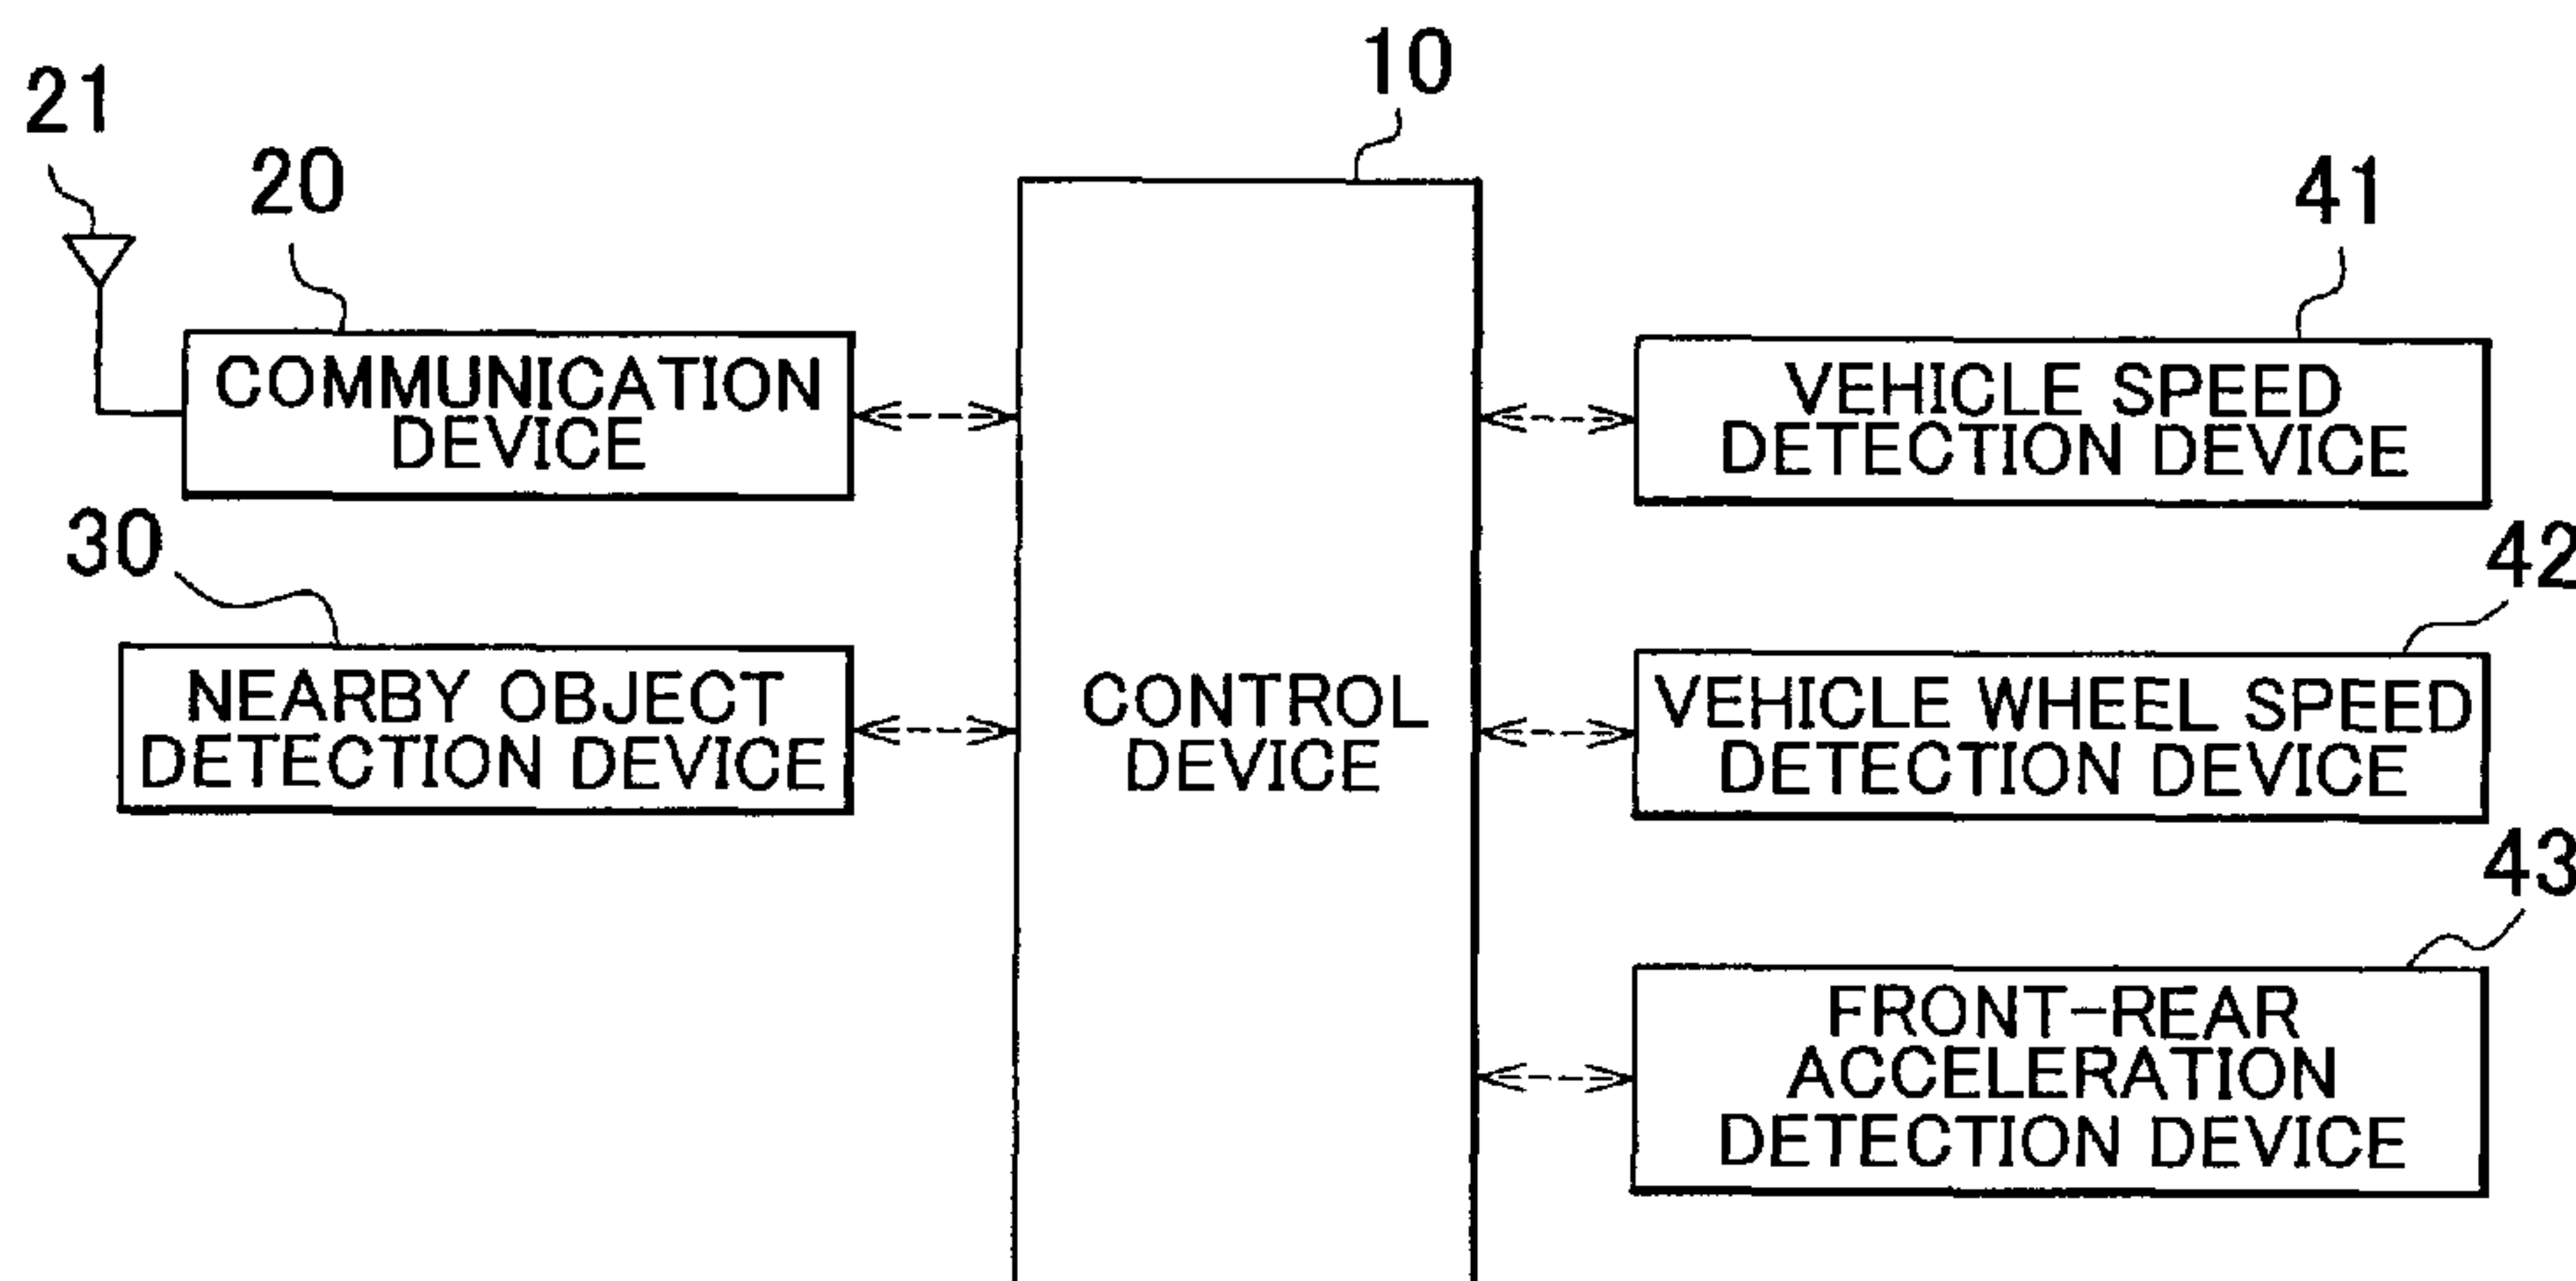 10
21
20
41
COMMUNICATION
DEVICE
VEHICLE SPEED
DETECTION DEVICE
30
42
NEARBY OBJECT
DETECTION DEVICE
CONTROL
DEVICE
VEHICLE WHEEL SPEED
DETECTION DEVICE
43
FRONT-REAR
ACCELERATION
DETECTION DEVICE